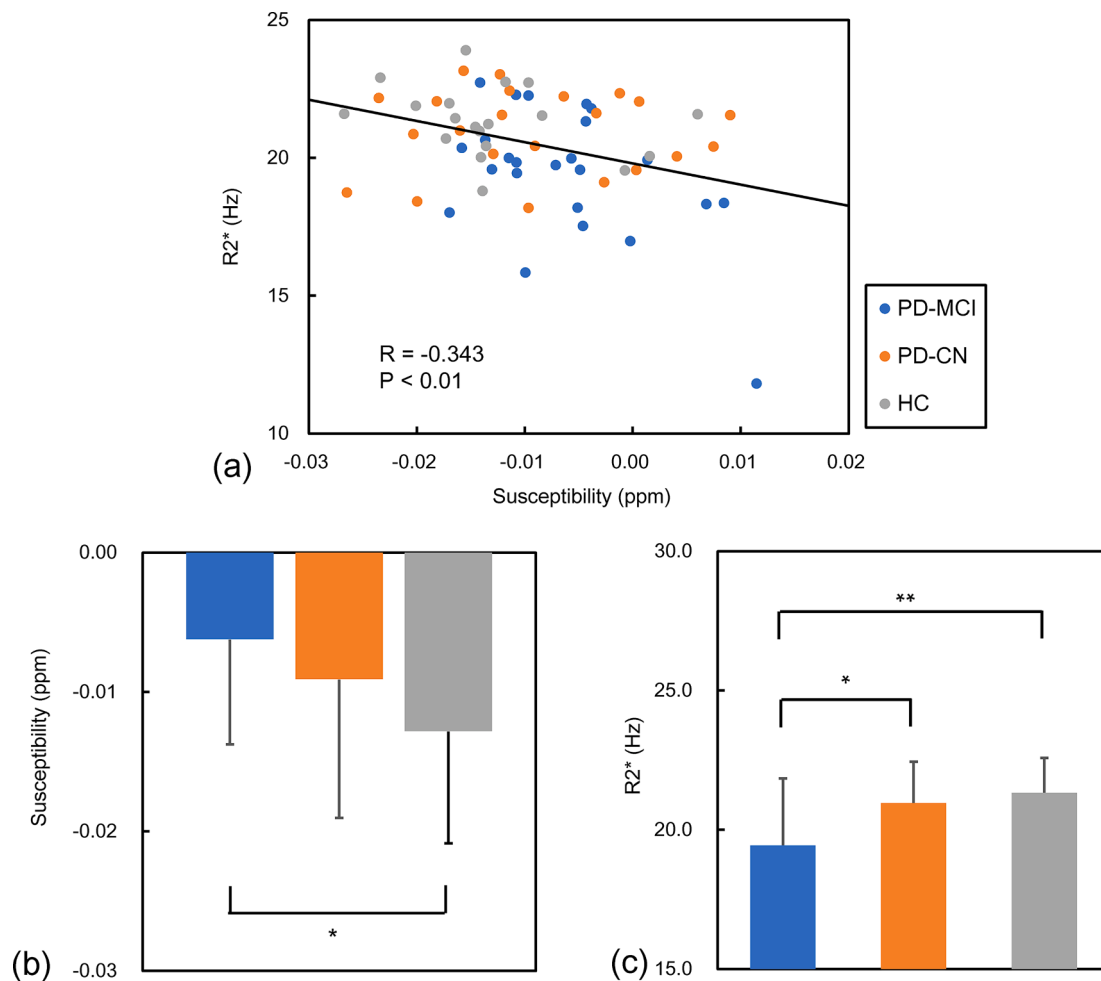 25
20
15
10
R2* (Hz)
R = -0.343
P < 0.01
-0.03
-0.02
-0.01
0.00
0.01
0.02
Susceptibility (ppm)
(a)
PD-MCI
PD-CN
HC
0.00
-0.01
-0.02
-0.03
Susceptibility (ppm)
*
(b)
30.0
25.0
20.0
15.0
R2* (Hz)
**
*
(c)